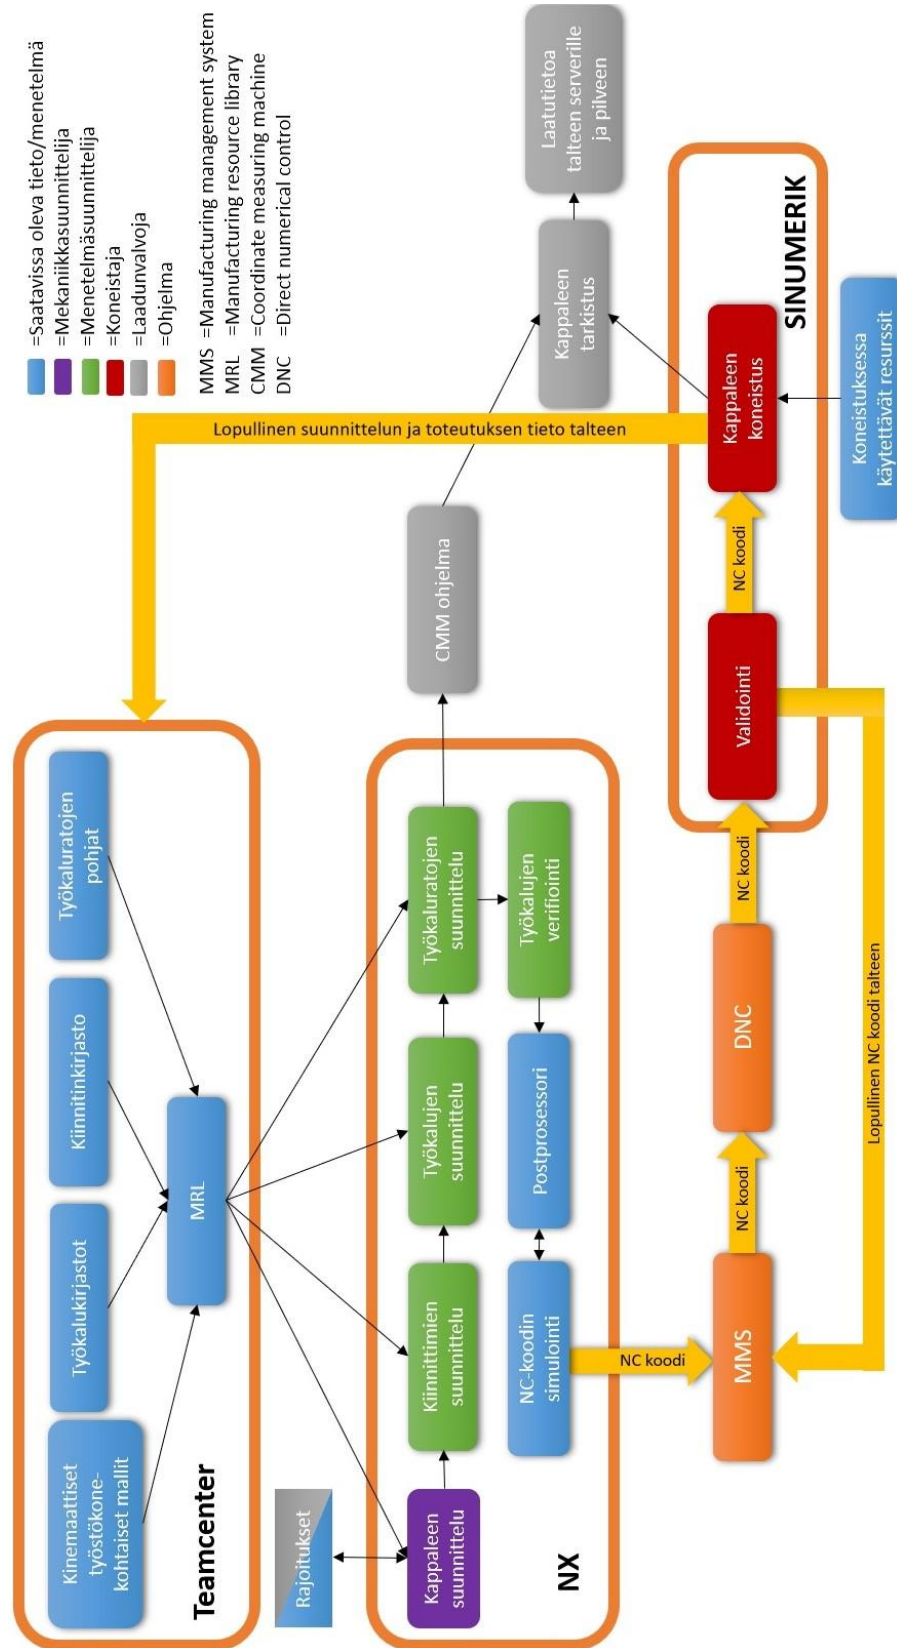 =Saatavissa oleva tieto/menetelmä
=Mekaniikkasuunnittelija
=Menetelmäsuunnittelija
=Koneistaja
=Laadunvalvoja
=Ohjelma
MMS =Manufacturing management system
MRL =Manufacturing resource library
CMM =Coordinate measuring machine
DNC =Direct numerical control
Kinemaattiset
työstökone-
kohtaiset mallit
Työkalukirjastot
Kiinnitinkirjasto
Työkaluratojen
pohjat
MRL
Teamcenter
Lopullinen suunnittelun ja toteutuksen tieto talteen
Rajoitukset
Kappaleen
suunnittelu
Kiinnittimien
suunnittelu
Työkalujen
suunnittelu
Työkaluratojen
suunnittelu
CMM ohjelma
Kappaleen
tarkistus
Laatutietoa
talteen serverille
ja pilveen
NC-koodin
simulointi
Postprosessori
Työkalujen
verifiointi
NX
NC koodi
MMS
NC koodi
DNC
NC koodi
Validointi
NC koodi
Kappaleen
koneistus
SINUMERIK
Lopullinen NC koodi talteen
Koneistuksessa
käytettävät resurssit